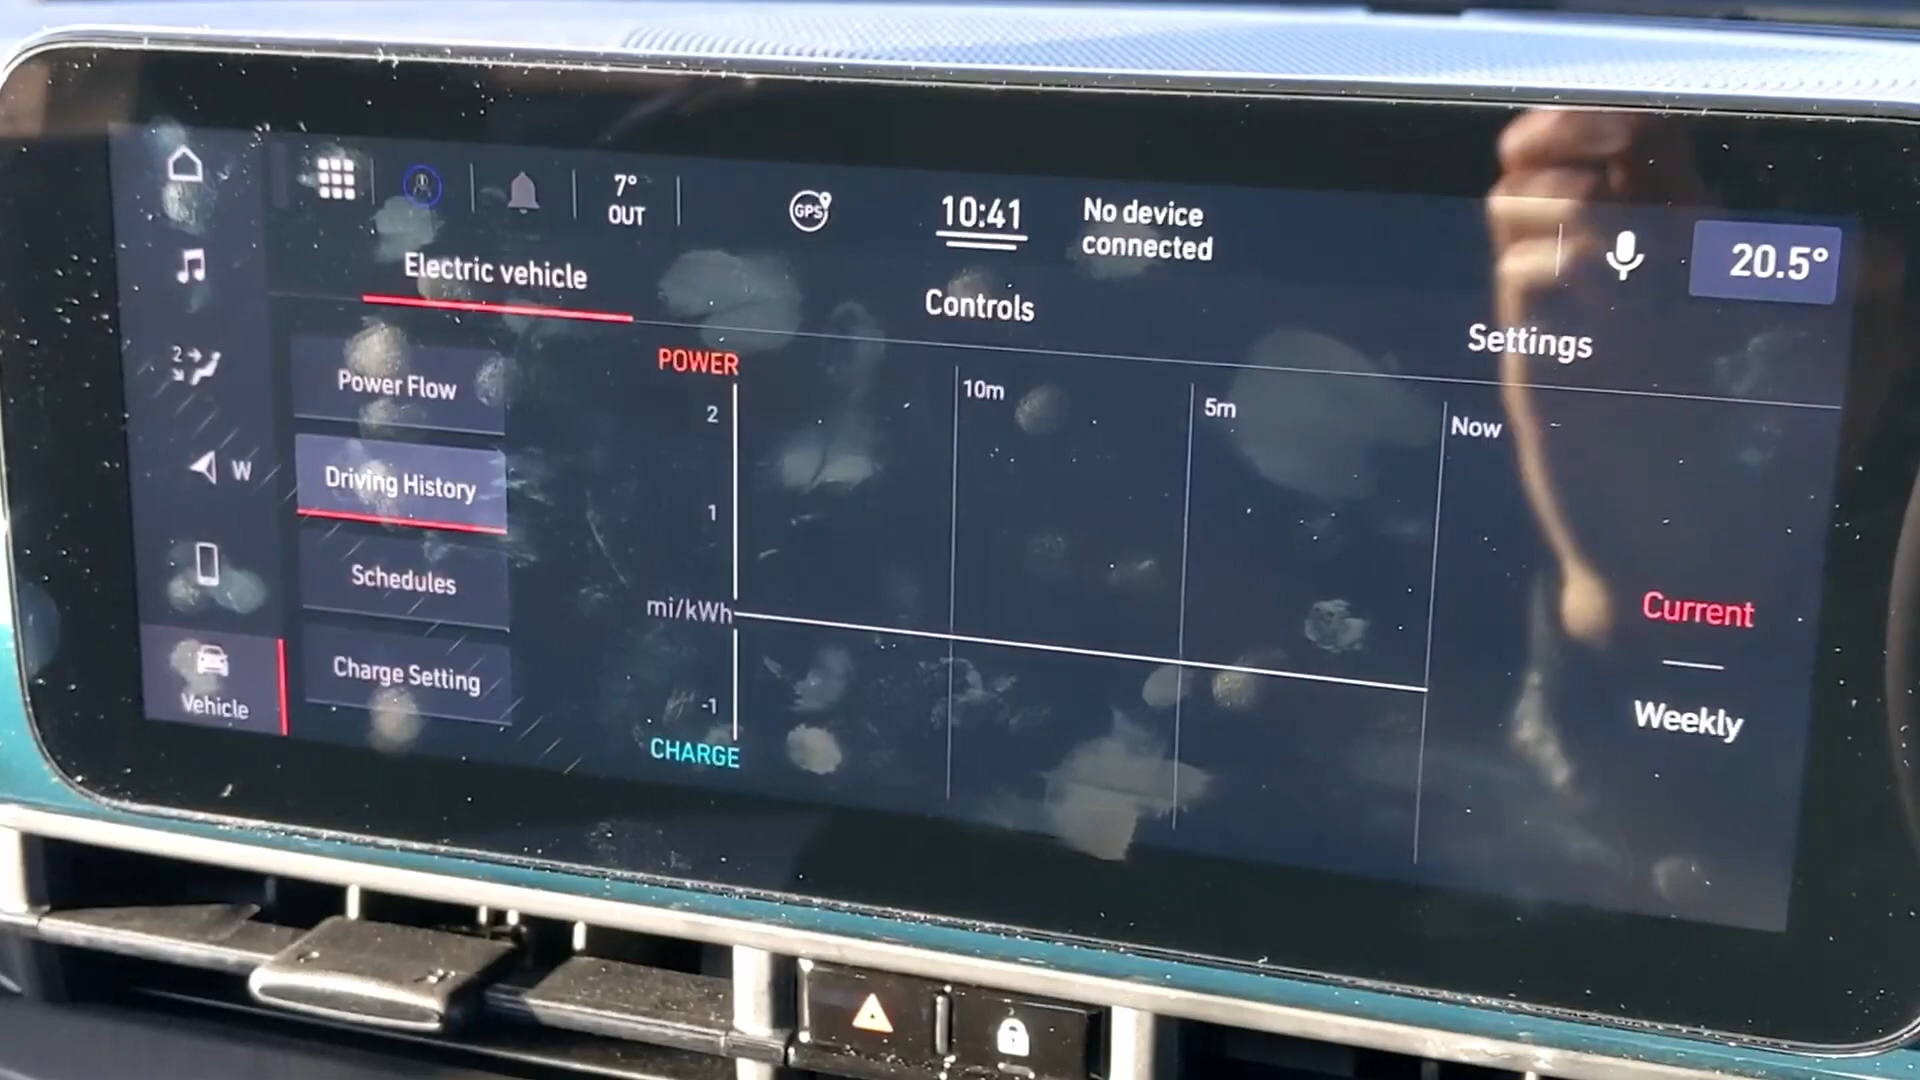 7°
OUT
GPS
10:41
No device
connected
20.5°
Electric vehicle
Controls
Settings
2
W
Vehicle
Power Flow
Driving History
Schedules
Charge Setting
POWER
2
1
mi/kWh
-1
CHARGE
10m
5m
Now
Current
Weekly